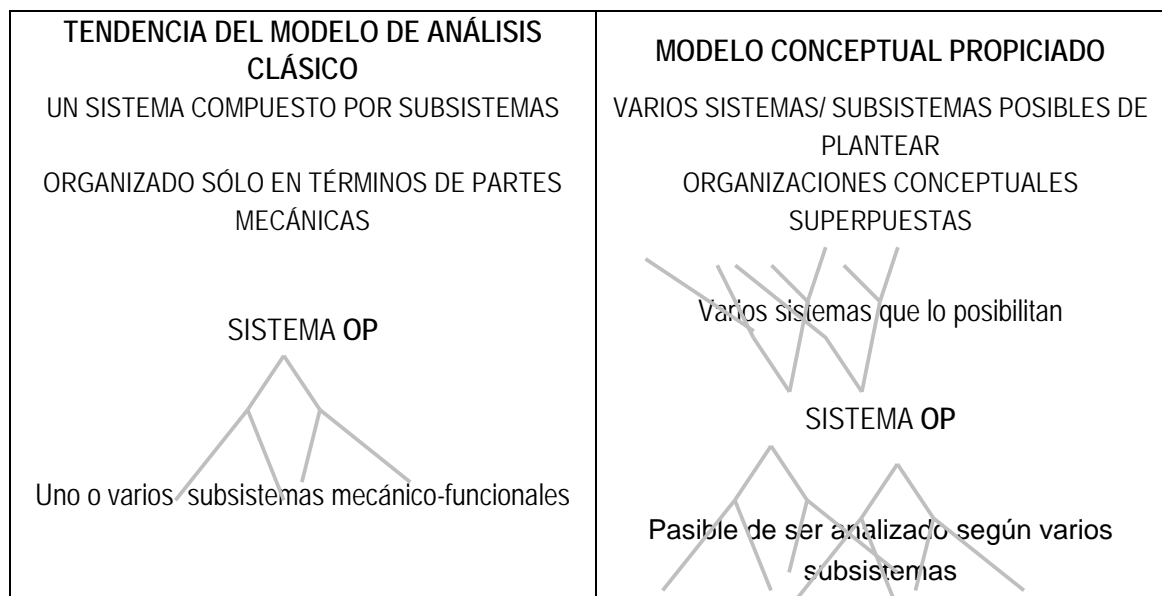 TENDENCIA DEL MODELO DE ANÁLISIS
CLÁSICO
UN SISTEMA COMPUESTO POR SUBSISTEMAS
ORGANIZADO SÓLO EN TÉRMINOS DE PARTES
MECÁNICAS
SISTEMA OP
Uno o varios subsistemas mecánico-funcionales
MODELO CONCEPTUAL PROPICIADO
VARIOS SISTEMAS/ SUBSISTEMAS POSIBLES DE
PLANTEAR
ORGANIZACIONES CONCEPTUALES
SUPERPUESTAS
Varios sistemas que lo posibilitan
SISTEMA OP
Pasible de ser analizado según varios
subsistemas